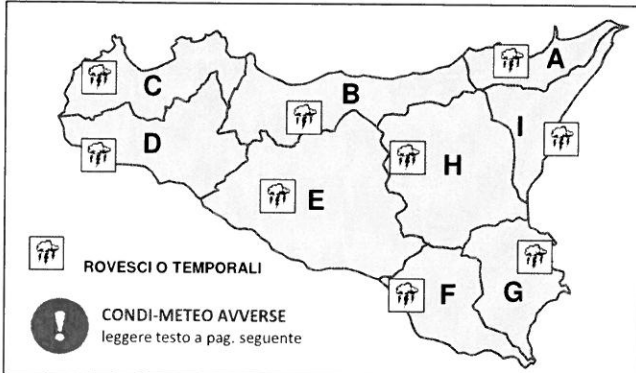 A
C
B
I
D
H
E
ROVESCI O TEMPORALI
F
G
CONDI-METEO AVVERSE
leggere testo a pag. seguente